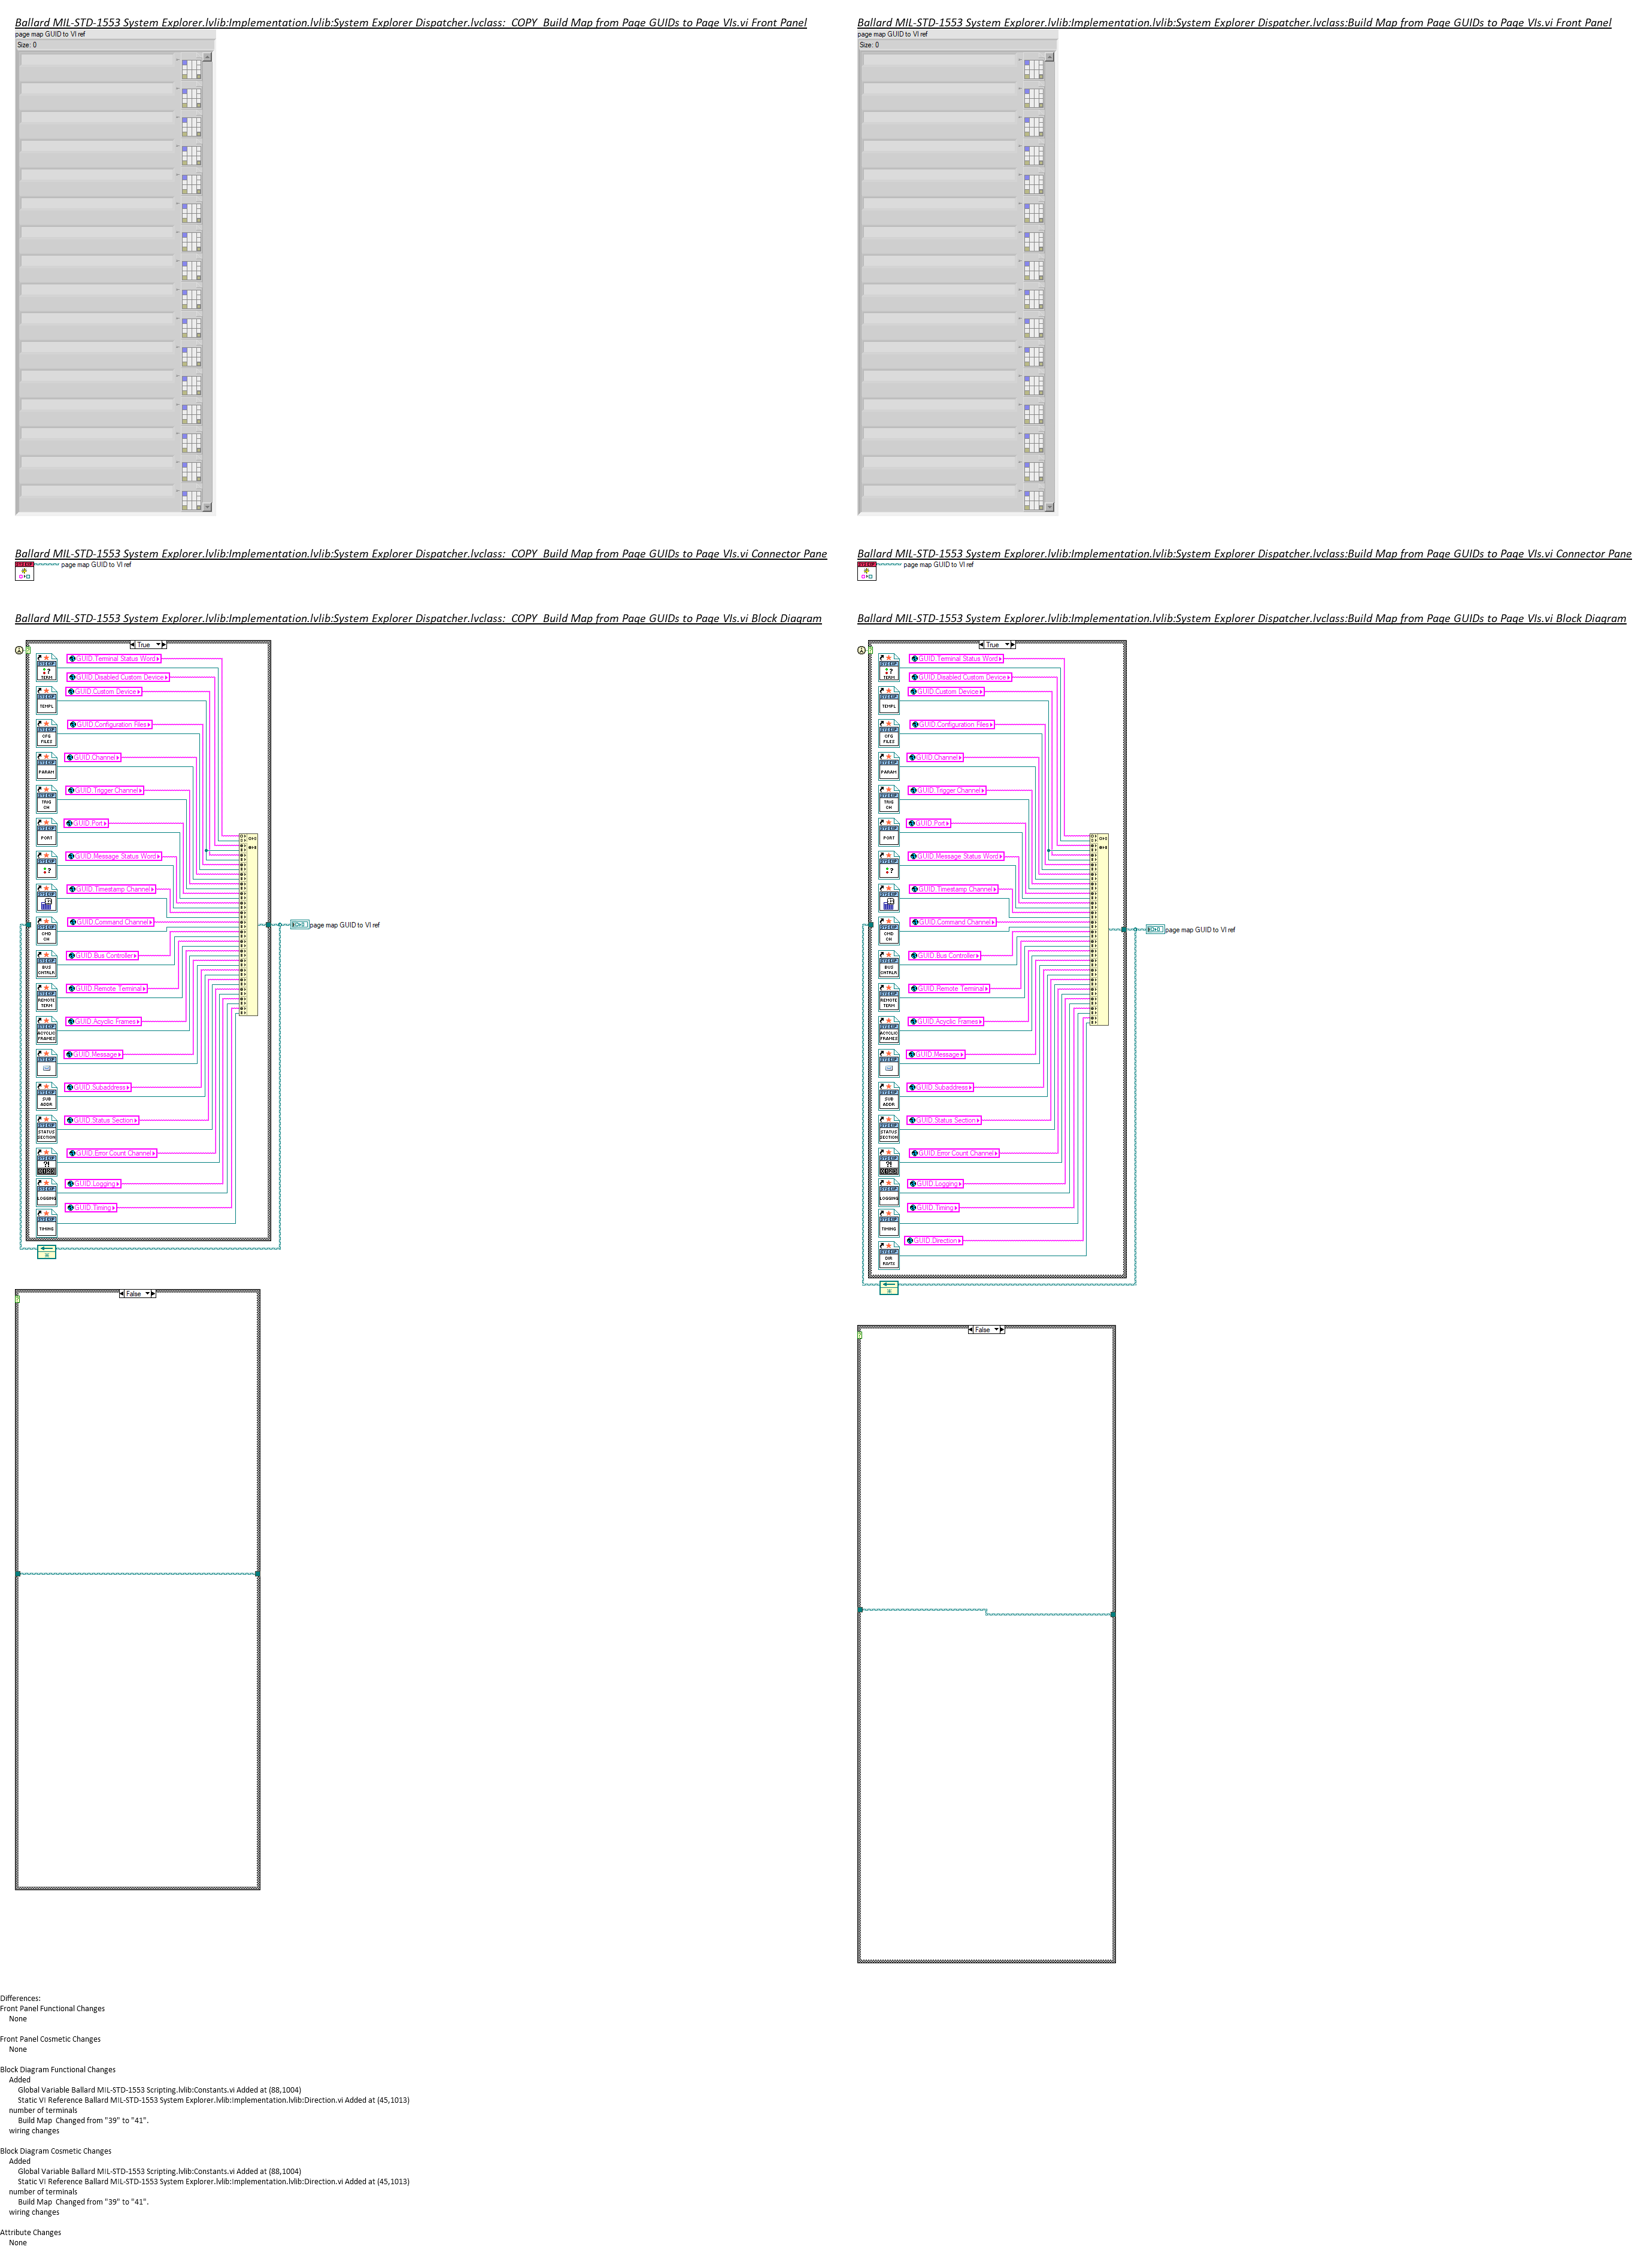 Ballard MIL-STD-1553 System Explorer.lvlib:Implementation.lvlib:System Explorer Dispatcher.lvclass:_COPY_Build Map from Page GUIDs to Page VIs.vi Front Panel
page map GUID to VI ref
Size: 0
Ballard MIL-STD-1553 System Explorer.lvlib:Implementation.lvlib:System Explorer Dispatcher.lvclass:Build Map from Page GUIDs to Page VIs.vi Front Panel
page map GUID to VI ref
Size: 0
Ballard MIL-STD-1553 System Explorer.lvlib:Implementation.lvlib:System Explorer Dispatcher.lvclass:_COPY_Build Map from Page GUIDs to Page VIs.vi Connector Pane
page map GUID to VI ref
Ballard MIL-STD-1553 System Explorer.lvlib:Implementation.lvlib:System Explorer Dispatcher.lvclass:Build Map from Page GUIDs to Page VIs.vi Connector Pane
page map GUID to VI ref
Ballard MIL-STD-1553 System Explorer.lvlib:Implementation.lvlib:System Explorer Dispatcher.lvclass:_COPY_Build Map from Page GUIDs to Page VIs.vi Block Diagram
True
GUID.Terminal Status Word
TERM
GUID.Disabled Custom Device
GUID.Custom Device
TEMPL
GUID.Configuration Files
CFG
FILES
GUID.Channel
PARAM
GUID.Trigger Channel
TRIG
CH
GUID.Port
PORT
GUID.Message Status Word
GUID.Timestamp Channel
GUID.Command Channel
CMD
CH
page map GUID to VI ref
GUID.Bus Controller
BUS
CNTRLR
GUID.Remote Terminal
REMOTE
TERM
GUID.Acyclic Frames
ACYCLIC
FRAMES
GUID.Message
GUID.Subaddress
SUB
ADDR
GUID.Status Section
STATUS
SECTION
GUID.Error Count Channel
?!
GUID.Logging
LOGGING
GUID.Timing
TIMING
False
Ballard MIL-STD-1553 System Explorer.lvlib:Implementation.lvlib:System Explorer Dispatcher.lvclass:Build Map from Page GUIDs to Page VIs.vi Block Diagram
True
GUID.Terminal Status Word
TERM
GUID.Disabled Custom Device
GUID.Custom Device
TEMPL
GUID.Configuration Files
CFG
FILES
GUID.Channel
PARAM
GUID.Trigger Channel
TRIG
CH
GUID.Port
PORT
GUID.Message Status Word
GUID.Timestamp Channel
GUID.Command Channel
CMD
CH
page map GUID to VI ref
GUID.Bus Controller
BUS
CNTRLR
GUID.Remote Terminal
REMOTE
TERM
GUID.Acyclic Frames
ACYCLIC
FRAMES
GUID.Message
GUID.Subaddress
SUB
ADDR
GUID.Status Section
STATUS
SECTION
GUID.Error Count Channel
?!
GUID.Logging
LOGGING
GUID.Timing
TIMING
GUID.Direction
DIR
RX/TX
False
Differences:
Front Panel Functional Changes
None
Front Panel Cosmetic Changes
None
Block Diagram Functional Changes
Added
Global Variable Ballard MIL-STD-1553 Scripting.lvlib:Constants.vi Added at (88,1004)
Static VI Reference Ballard MIL-STD-1553 System Explorer.lvlib:Implementation.lvlib:Direction.vi Added at (45,1013)
number of terminals
Build Map  Changed from "39" to "41".
wiring changes
Block Diagram Cosmetic Changes
Added
Global Variable Ballard MIL-STD-1553 Scripting.lvlib:Constants.vi Added at (88,1004)
Static VI Reference Ballard MIL-STD-1553 System Explorer.lvlib:Implementation.lvlib:Direction.vi Added at (45,1013)
number of terminals
Build Map  Changed from "39" to "41".
wiring changes
Attribute Changes
None